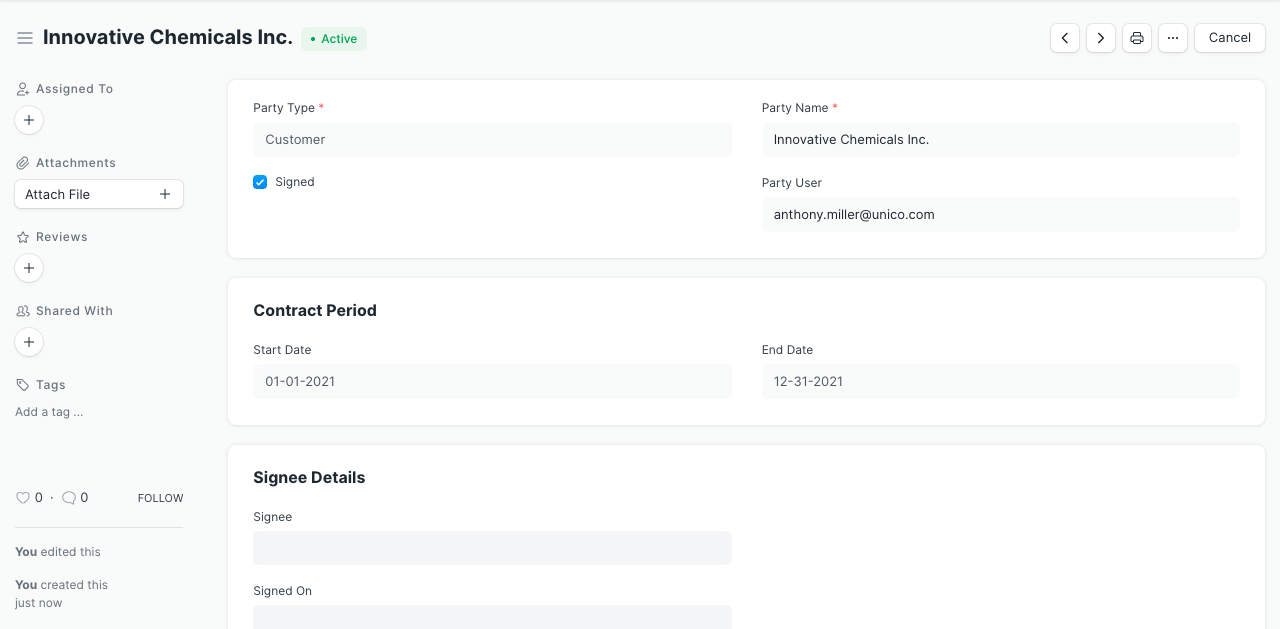 Innovative Chemicals Inc.
Active
Cancel
Assigned To
Attachments
Attach File
Reviews
Shared With
Tags
Add a tag ...
0 · 0 FOLLOW
You edited this
You created this
just now
Party Type *
Customer
Signed
Party Name *
Innovative Chemicals Inc.
Party User
anthony.miller@unico.com
Contract Period
Start Date
01-01-2021
End Date
12-31-2021
Signee Details
Signee
Signed On